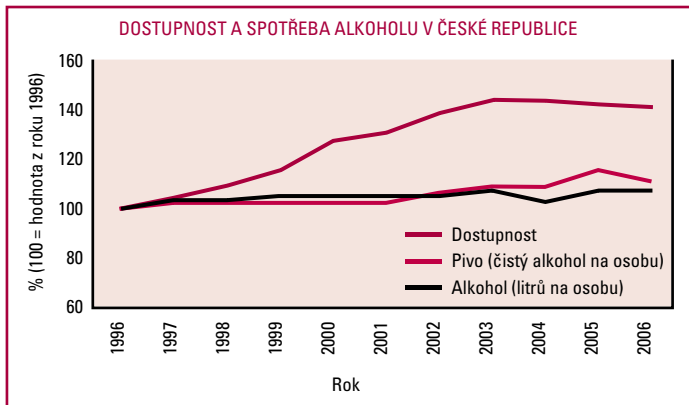 DOSTUPNOST A SPOTŘEBA ALKOHOLU V ČESKÉ REPUBLICE
% (100 = hodnota z roku 1996)
160
140
120
100
80
60
Dostupnost
Pivo (čistý alkohol na osobu)
Alkohol (litrů na osobu)
1996
1997
1998
1999
2000
2001
2002
2003
2004
2005
2006
Rok